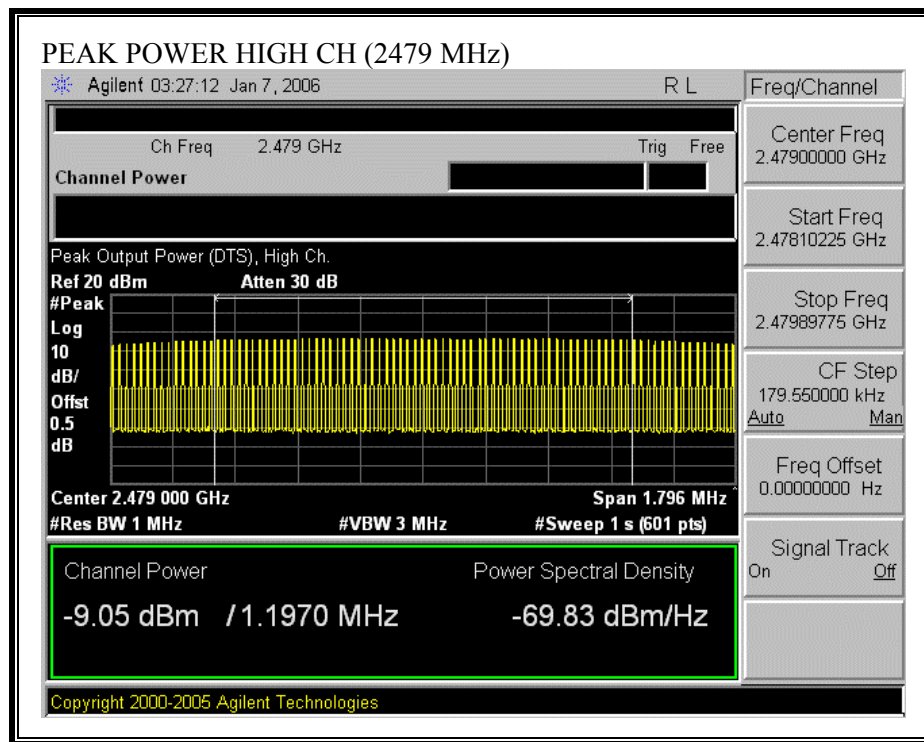 PEAK POWER HIGH CH (2479 MHz)
Agilent 03:27:12 Jan 7, 2006 R L
Freq/Channel
Ch Freq 2.479 GHz Trig Free
Channel Power
Center Freq
2.47900000 GHz
Start Freq
2.47810225 GHz
Stop Freq
2.47989775 GHz
CF Step
179.550000 kHz
Auto Man
Freq Offset
0.00000000 Hz
Signal Track
On Off
Peak Output Power (DTS), High Ch.
Ref 20 dBm Atten 30 dB
#Peak
Log
10
dB/
Offst
0.5
dB
Center 2.479 000 GHz Span 1.796 MHz
#Res BW 1 MHz #VBW 3 MHz #Sweep 1 s (601 pts)
Channel Power Power Spectral Density
-9.05 dBm / 1.1970 MHz -69.83 dBm/Hz
Copyright 2000-2005 Agilent Technologies